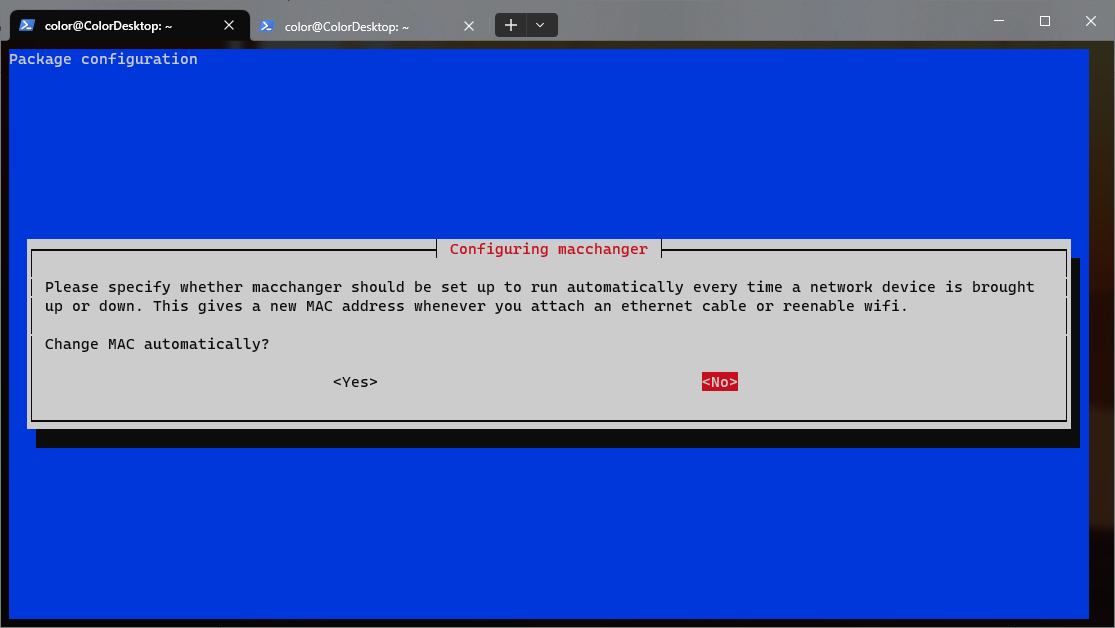 color@ColorDesktop: ~
color@ColorDesktop: ~
Package configuration
Configuring macchanger
Please specify whether macchanger should be set up to run automatically every time a network device is brought
up or down. This gives a new MAC address whenever you attach an ethernet cable or reenable wifi.
Change MAC automatically?
<Yes> <No>